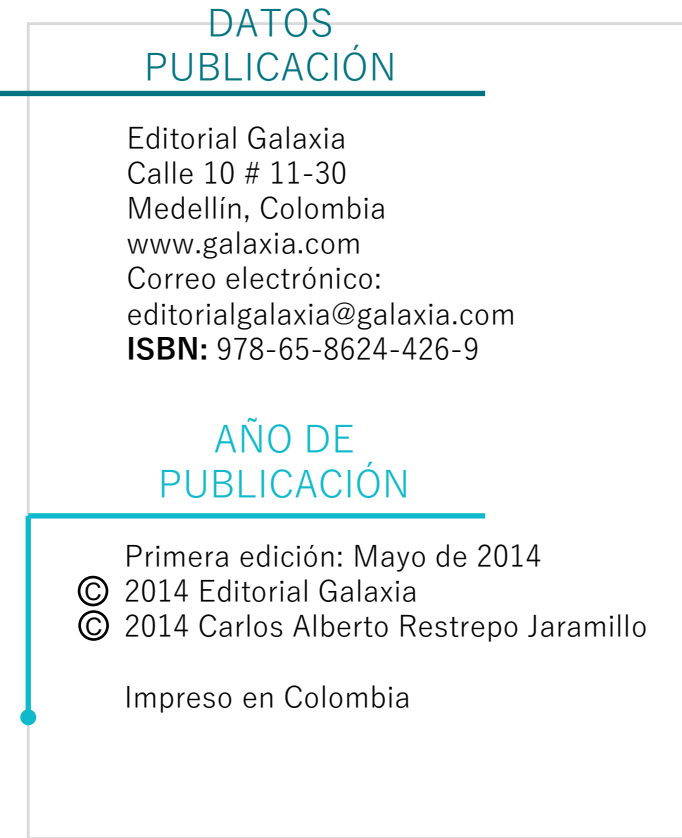 DATOS
PUBLICACIÓN
Editorial Galaxia
Calle 10 # 11-30
Medellín, Colombia
www.galaxia.com
Correo electrónico:
editorialgalaxia@galaxia.com
ISBN: 978-65-8624-426-9
AÑO DE
PUBLICACIÓN
Primera edición: Mayo de 2014
© 2014 Editorial Galaxia
© 2014 Carlos Alberto Restrepo Jaramillo
Impreso en Colombia